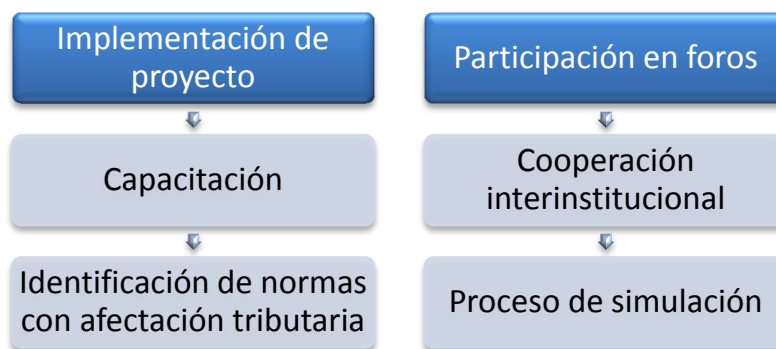 Implementación de
proyecto
Capacitación
Identificación de normas
con afectación tributaria
Participación en foros
Cooperación
interinstitucional
Proceso de simulación